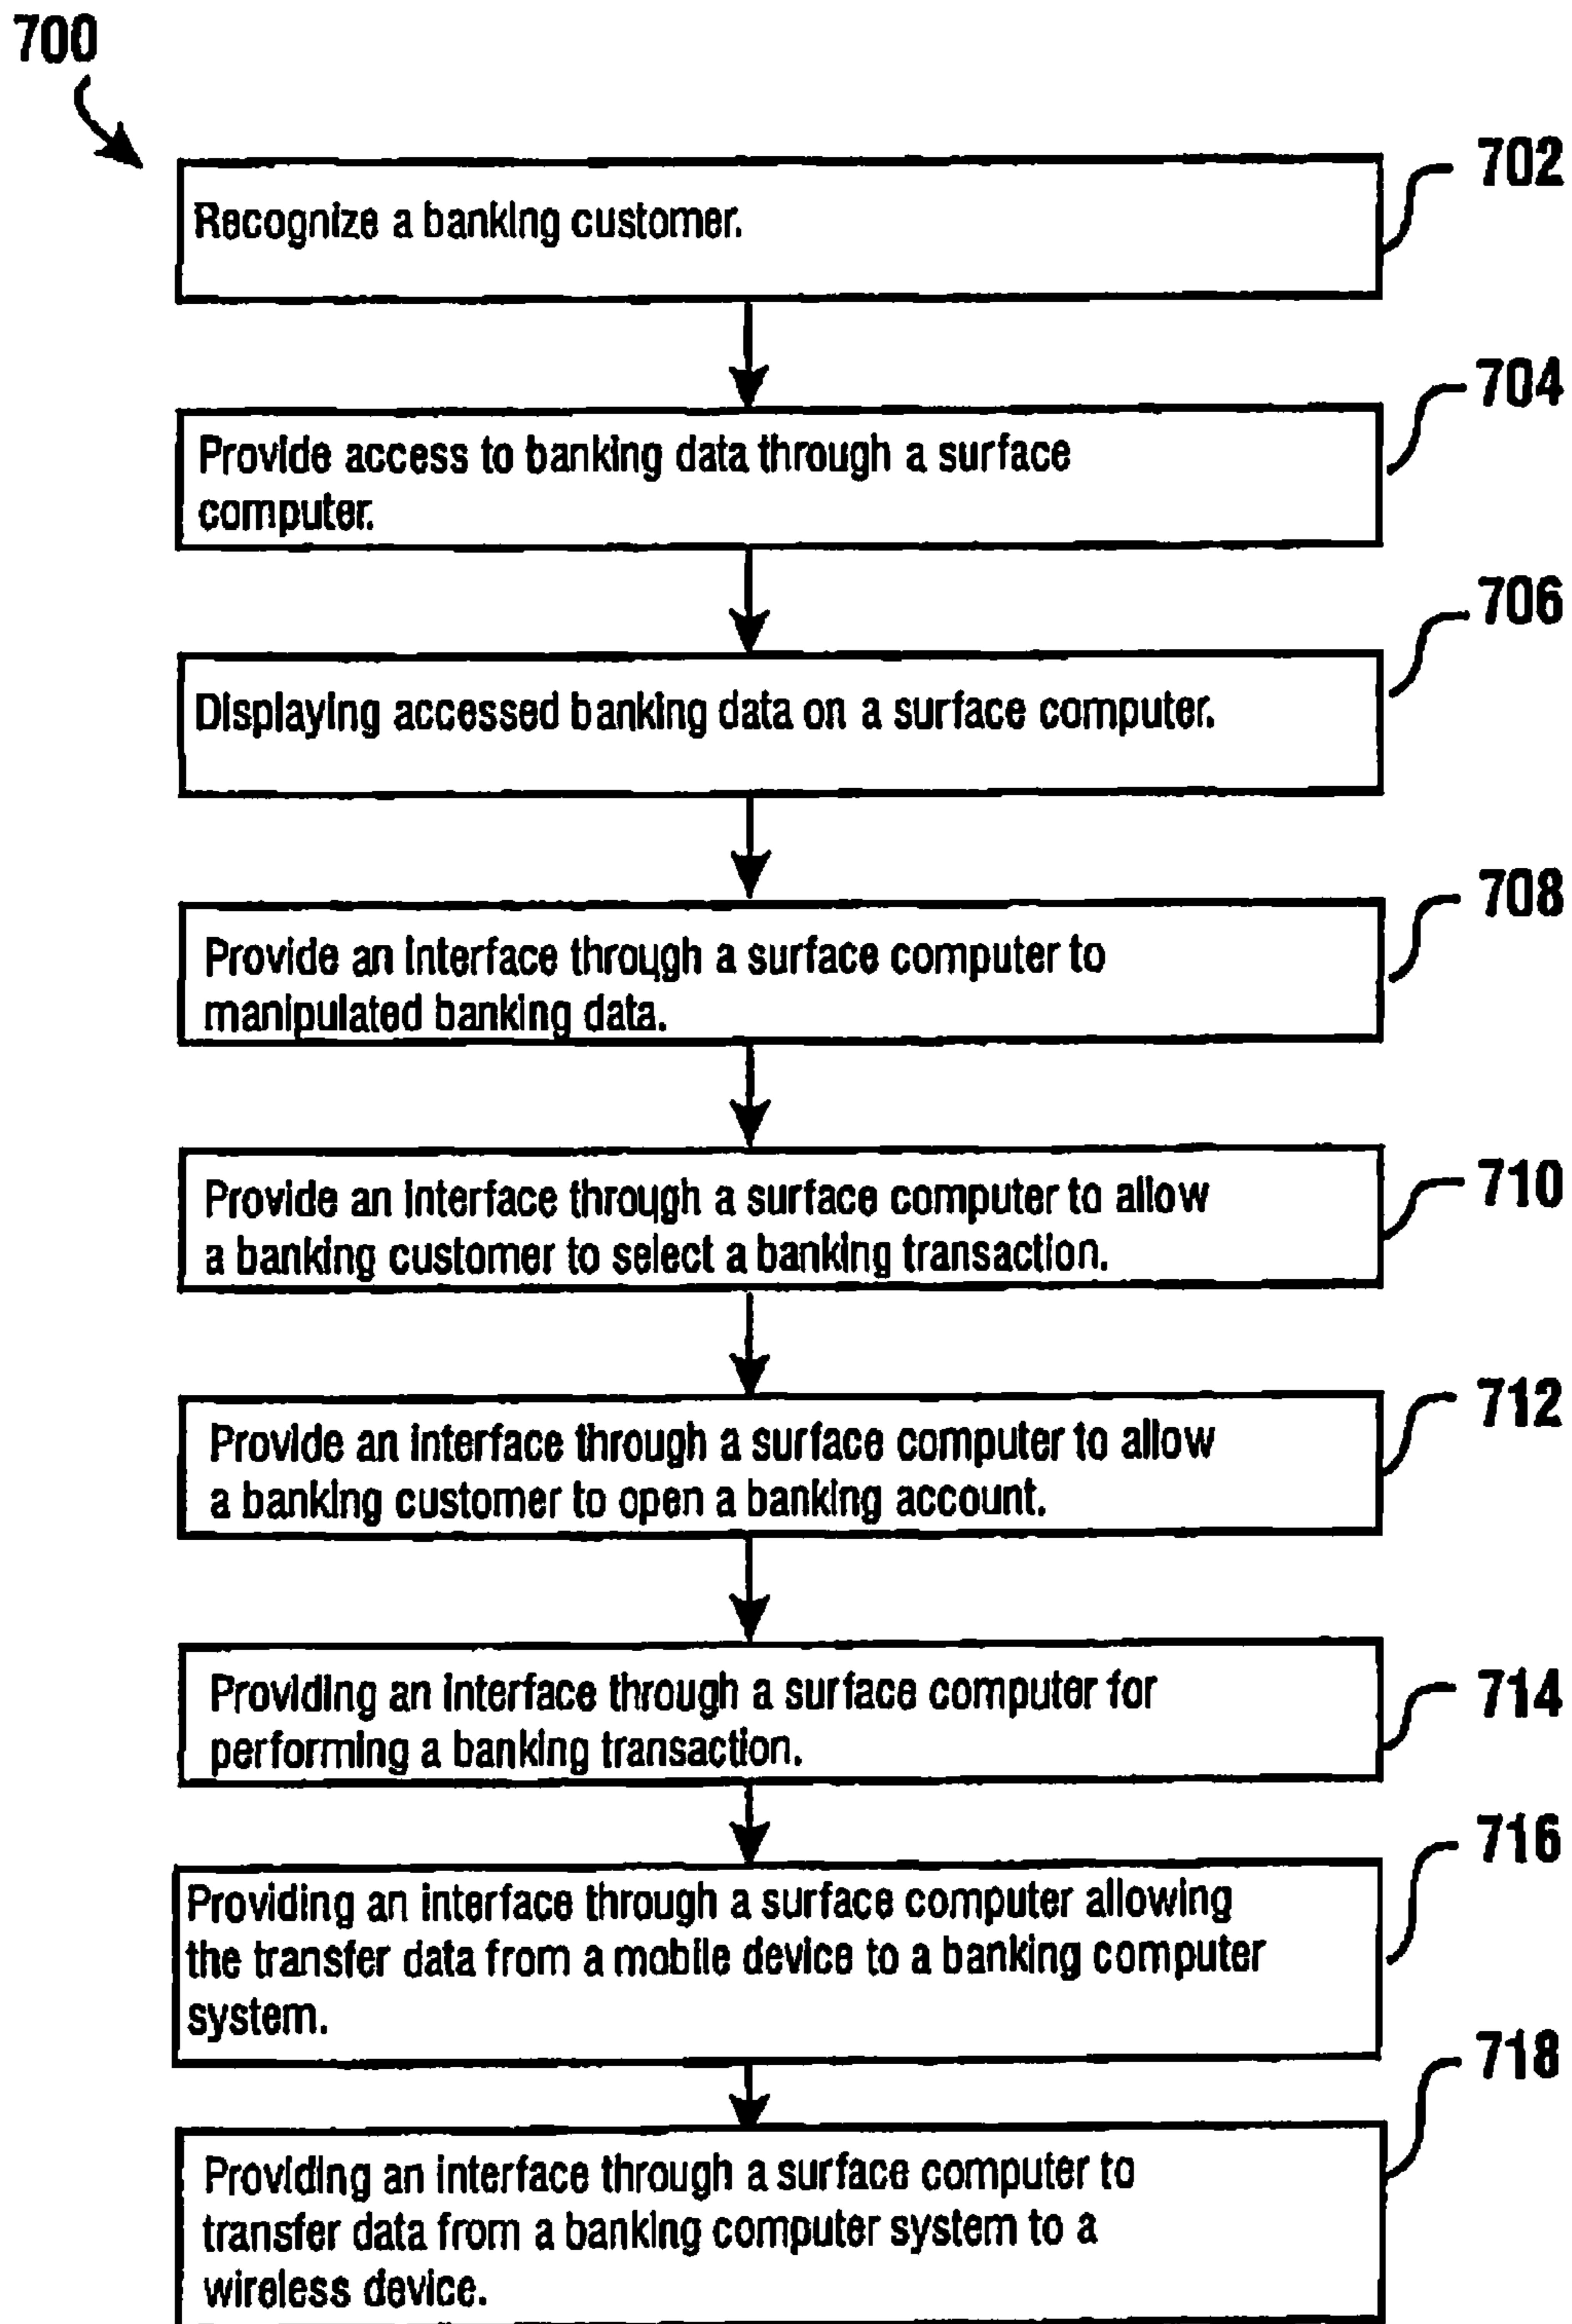 700
702
Recognize a banking customer.
704
Provide access to banking data through a surface
computer.
706
Displaying accessed banking data on a surface computer.
708
Provide an interface through a surface computer to
manipulated banking data.
710
Provide an interface through a surface computer to allow
a banking customer to select a banking transaction.
712
Provide an interface through a surface computer to allow
a banking customer to open a banking account.
714
Providing an interface through a surface computer for
performing a banking transaction.
716
Providing an interface through a surface computer allowing
the transfer data from a mobile device to a banking computer
system.
718
Providing an interface through a surface computer to
transfer data from a banking computer system to a
wireless device.